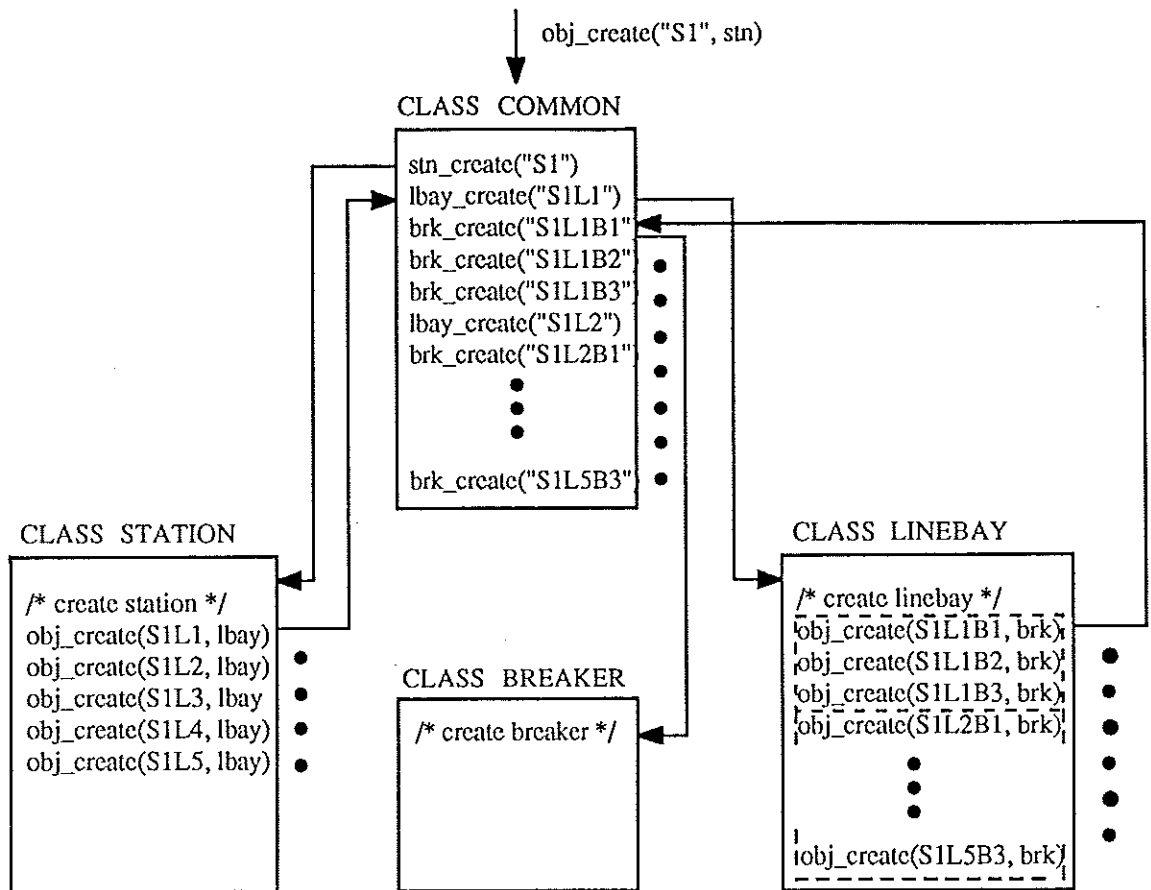 obj_create("S1", stn)
CLASS COMMON
stn_create("S1")
lbay_create("S1L1")
brk_create("S1L1B1"
brk_create("S1L1B2"
brk_create("S1L1B3")
lbay_create("S1L2")
brk_create("S1L2B1")
brk_create("S1L5B3")
CLASS STATION
/* create station */
obj_create(S1L1, lbay)
obj_create(S1L2, lbay)
obj_create(S1L3, lbay
obj_create(S1L4, lbay)
obj_create(S1L5, lbay)
CLASS BREAKER
/* create breaker */
CLASS LINEBAY
/* create linebay */
obj_create(S1L1B1, brk)
obj_create(S1L1B2, brk)
obj_create(S1L1B3, brk)
obj_create(S1L2B1, brk)
obj_create(S1L5B3, brk)